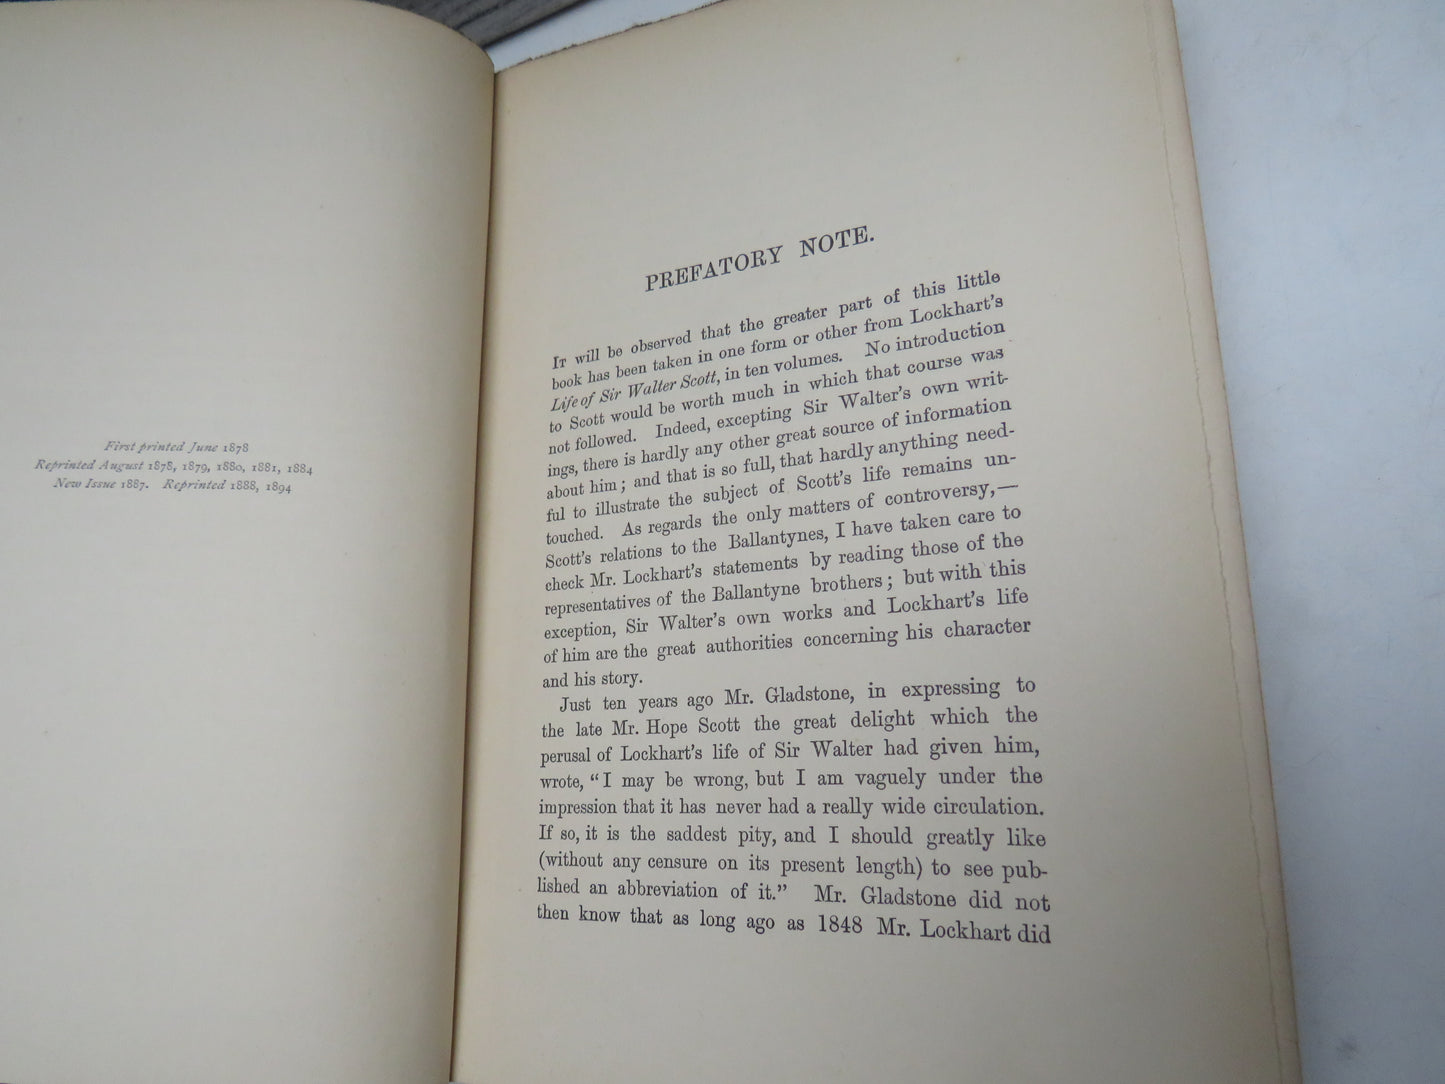 First printed June 1878
Reprinted August 1878, 1879, 1880, 1881, 1884
New Issue 1887. Reprinted 1888, 1894
PREFATORY NOTE.
It will be observed that the greater part of this little
book has been taken in one form or other from Lockhart's
Life of Sir Walter Scott, in ten volumes. No introduction
to Scott would be worth much in which that course was
not followed. Indeed, excepting Sir Walter's own writ-
ings, there is hardly any other great source of information
about him; and that is so full, that hardly anything need-
ful to illustrate the subject of Scott's life remains un-
touched. As regards the only matters of controversy,—
Scott's relations to the Ballantynes, I have taken care to
check Mr. Lockhart's statements by reading those of the
representatives of the Ballantyne brothers; but with this
exception, Sir Walter's own works and Lockhart's life
of him are the great authorities concerning his character
and his story.
Just ten years ago Mr. Gladstone, in expressing to
the late Mr. Hope Scott the great delight which the
perusal of Lockhart's life of Sir Walter had given him,
wrote, "I may be wrong, but I am vaguely under the
impression that it has never had a really wide circulation.
If so, it is the saddest pity, and I should greatly like
(without any censure on its present length) to see pub-
lished an abbreviation of it." Mr. Gladstone did not
then know that as long ago as 1848 Mr. Lockhart did